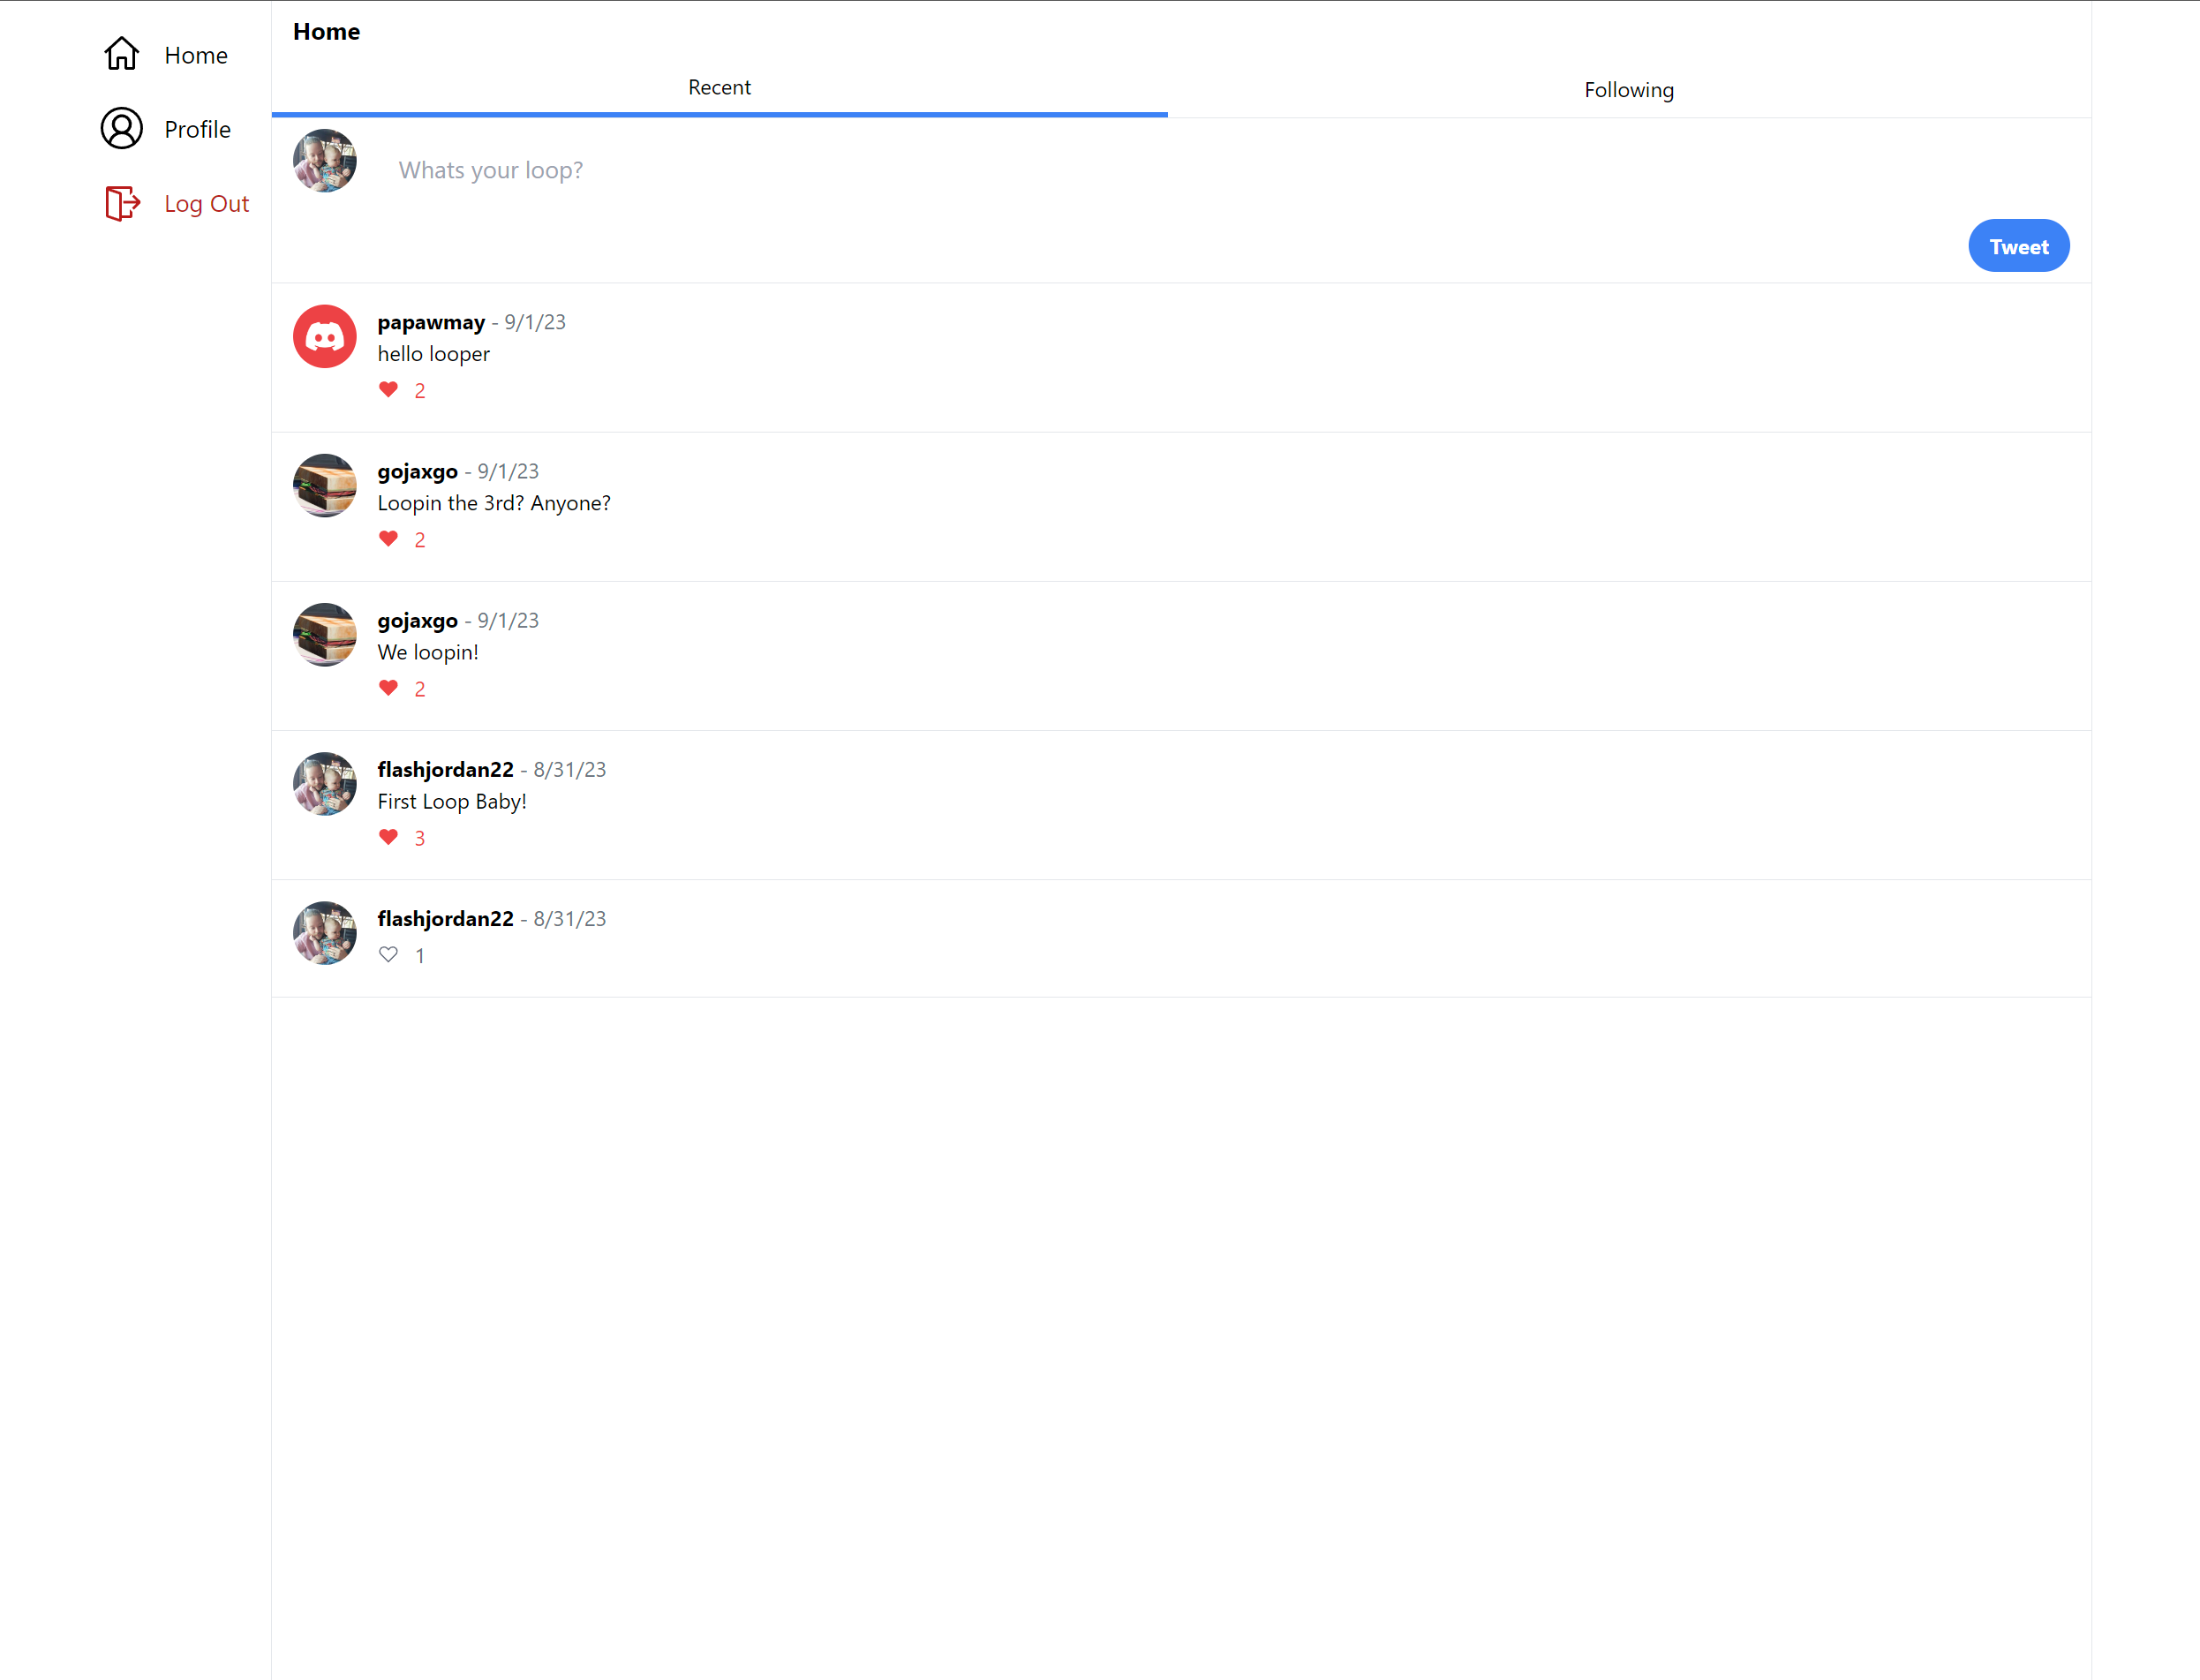 Home
Profile
Log Out
Home
Recent
Following
Whats your loop?
Tweet
papawmay - 9/1/23
hello looper
2
gojaxgo - 9/1/23
Loopin the 3rd? Anyone?
2
gojaxgo - 9/1/23
We loopin!
2
flashjordan22 - 8/31/23
First Loop Baby!
3
flashjordan22 - 8/31/23
1